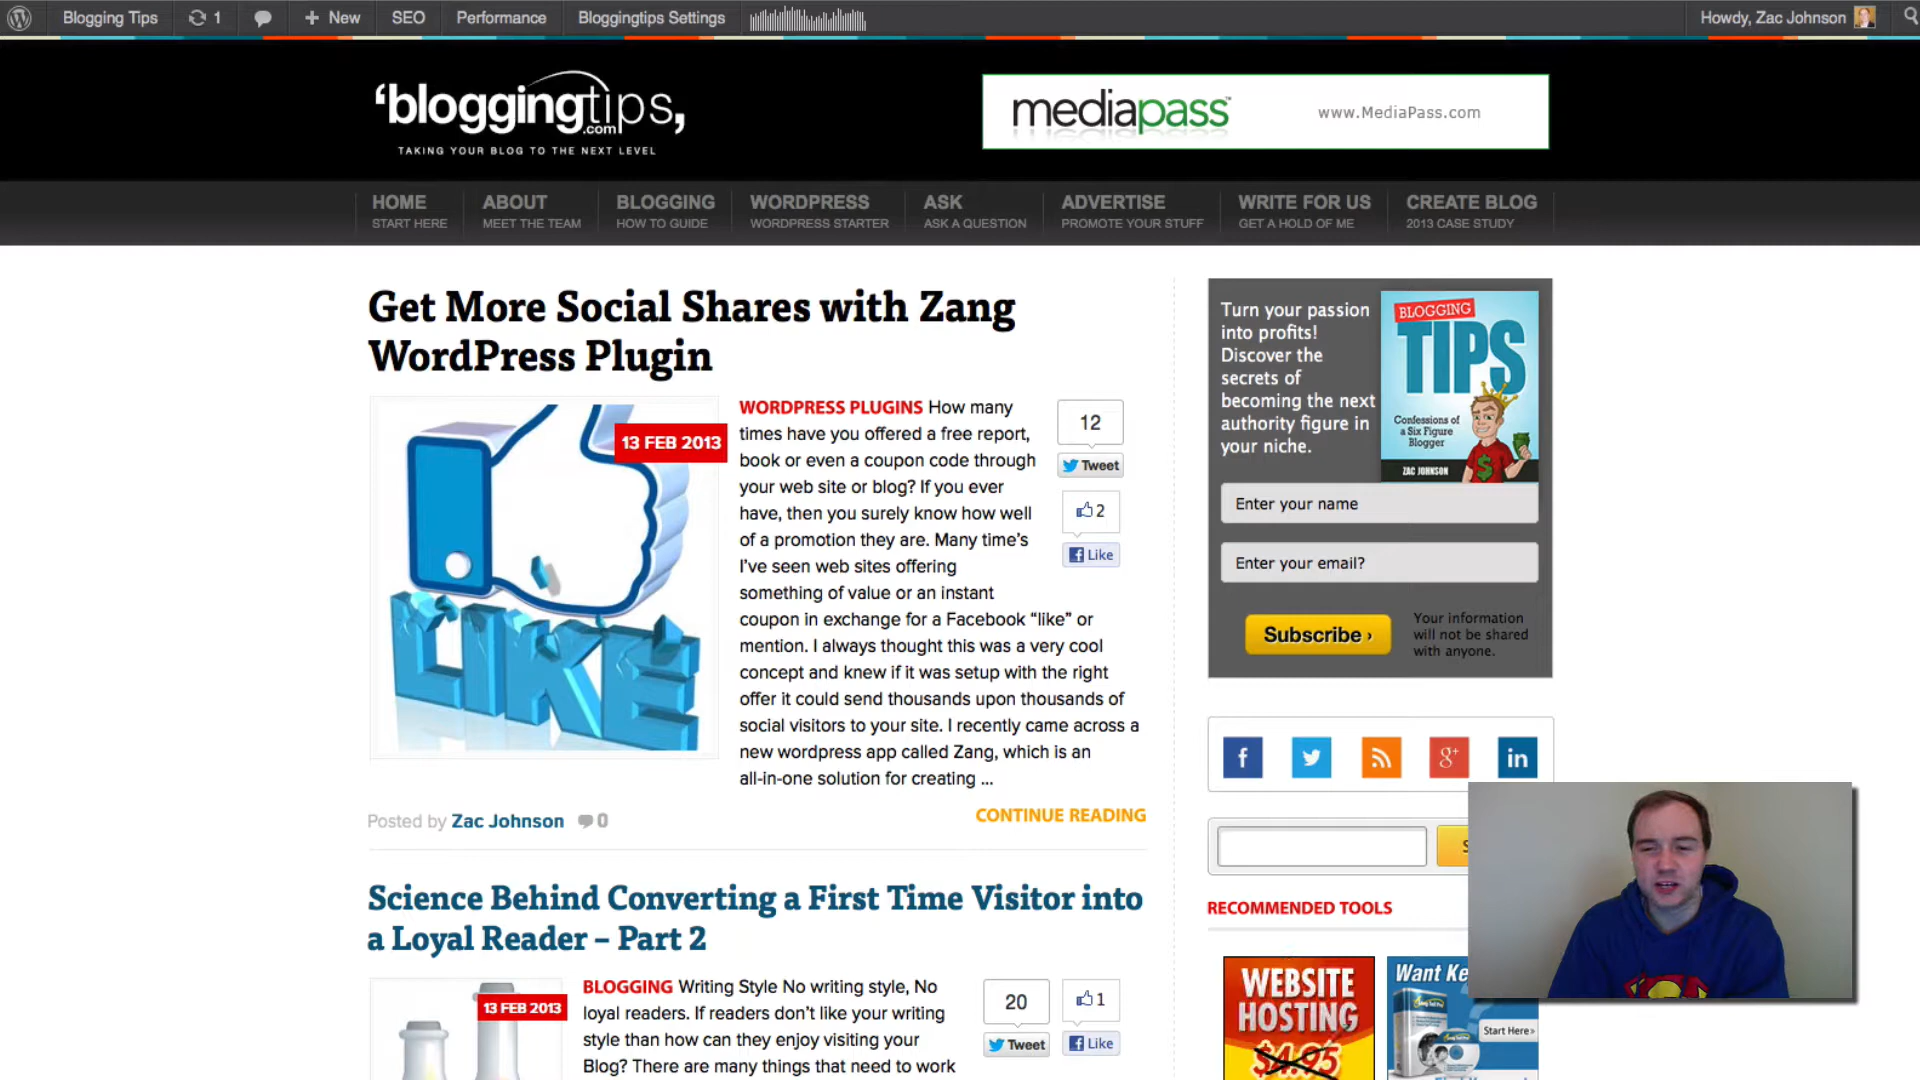 Blogging Tips 1 New SEO Performance Bloggingtips Settings Howdy, Zac Johnson
‘bloggingtips,
.com
TAKING YOUR BLOG TO THE NEXT LEVEL
mediapass™ www.MediaPass.com
HOME ABOUT BLOGGING WORDPRESS ASK ADVERTISE WRITE FOR US CREATE BLOG
START HERE MEET THE TEAM HOW TO GUIDE WORDPRESS STARTER ASK A QUESTION PROMOTE YOUR STUFF GET A HOLD OF ME 2013 CASE STUDY
Get More Social Shares with Zang
WordPress Plugin
13 FEB 2013
LIKE
WORDPRESS PLUGINS How many
times have you offered a free report,
book or even a coupon code through
your web site or blog? If you ever
have, then you surely know how well
of a promotion they are. Many time’s
I’ve seen web sites offering
something of value or an instant
coupon in exchange for a Facebook “like” or
mention. I always thought this was a very cool
concept and knew if it was setup with the right
offer it could send thousands upon thousands of
social visitors to your site. I recently came across a
new wordpress app called Zang, which is an
all-in-one solution for creating ...
12
Tweet
2
Like
Posted by Zac Johnson 0
CONTINUE READING
Science Behind Converting a First Time Visitor into
a Loyal Reader – Part 2
13 FEB 2013
BLOGGING Writing Style No writing style, No
loyal readers. If readers don’t like your writing
style than how can they enjoy visiting your
Blog? There are many things that need to work
20
Tweet
1
Like
Turn your passion
into profits!
Discover the
secrets of
becoming the next
authority figure in
your niche.
BLOGGING
TIPS
Confessions of
a Six Figure
Blogger
ZAC JOHNSON
Enter your name
Enter your email?
Subscribe ›
Your information
will not be shared
with anyone.
f
g+
in
S
RECOMMENDED TOOLS
WEBSITE
HOSTING
$4.95
Want Ke
Start Here»